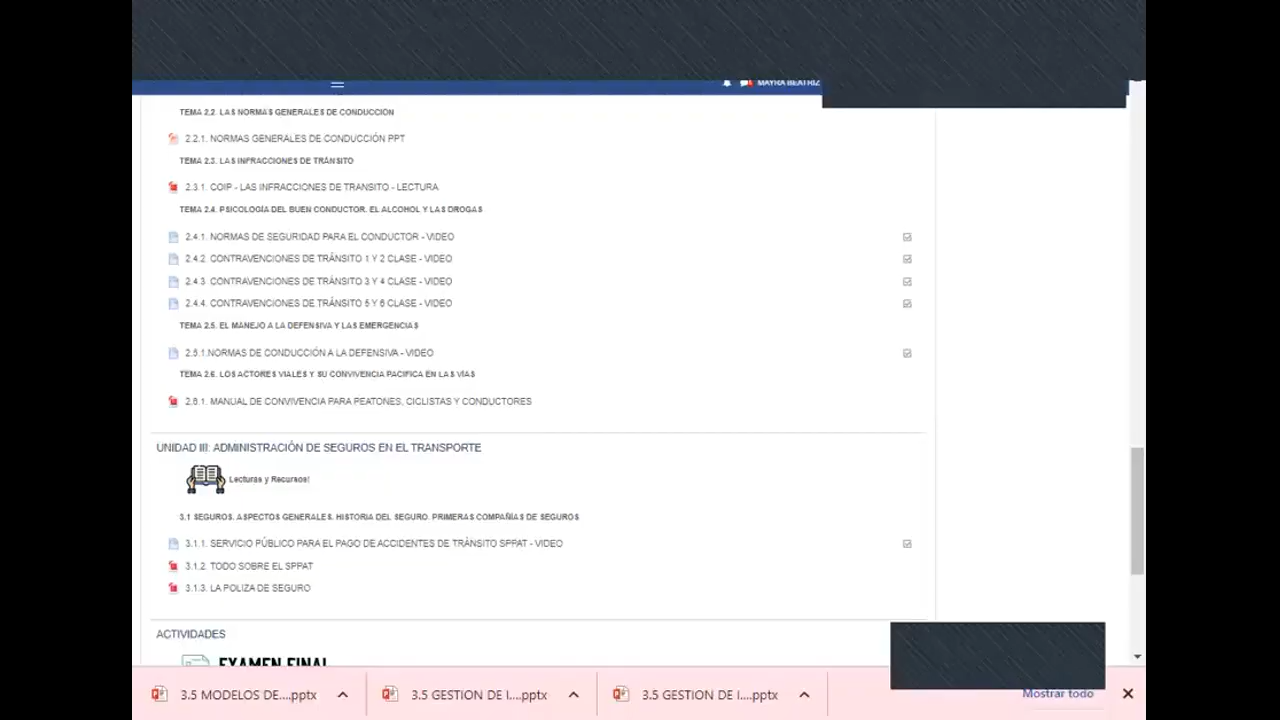 MAYRA BEATRIZ
TEMA 2.2. LAS NORMAS GENERALES DE CONDUCCIÓN
2.2.1. NORMAS GENERALES DE CONDUCCIÓN PPT
TEMA 2.3. LAS INFRACCIONES DE TRÁNSITO
2.3.1. COIP - LAS INFRACCIONES DE TRANSITO - LECTURA
TEMA 2.4. PSICOLOGÍA DEL BUEN CONDUCTOR. EL ALCOHOL Y LAS DROGAS
2.4.1. NORMAS DE SEGURIDAD PARA EL CONDUCTOR - VIDEO
2.4.2. CONTRAVENCIONES DE TRÁNSITO 1 Y 2 CLASE - VIDEO
2.4.3. CONTRAVENCIONES DE TRÁNSITO 3 Y 4 CLASE - VIDEO
2.4.4. CONTRAVENCIONES DE TRÁNSITO 5 Y 6 CLASE - VIDEO
TEMA 2.5. EL MANEJO A LA DEFENSIVA Y LAS EMERGENCIAS
2.5.1.NORMAS DE CONDUCCIÓN A LA DEFENSIVA - VIDEO
TEMA 2.6. LOS ACTORES VIALES Y SU CONVIVENCIA PACIFICA EN LAS VÍAS
2.6.1. MANUAL DE CONVIVENCIA PARA PEATONES, CICLISTAS Y CONDUCTORES
UNIDAD III: ADMINISTRACIÓN DE SEGUROS EN EL TRANSPORTE
Lecturas y Recursos!
3.1 SEGUROS. ASPECTOS GENERALES. HISTORIA DEL SEGURO. PRIMERAS COMPAÑÍAS DE SEGUROS
3.1.1. SERVICIO PÚBLICO PARA EL PAGO DE ACCIDENTES DE TRÁNSITO SPPAT - VIDEO
3.1.2. TODO SOBRE EL SPPAT
3.1.3. LA POLIZA DE SEGURO
ACTIVIDADES
EXAMEN FINAL
3.5 MODELOS DE....pptx
3.5 GESTION DE I....pptx
3.5 GESTION DE I....pptx
Mostrar todo